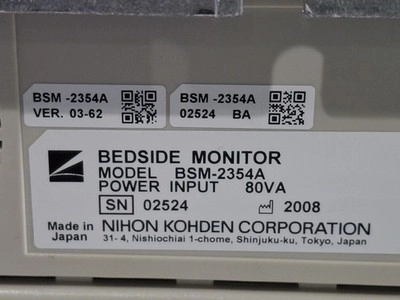 BSM -2354A
VER. 03-62
BSM -2354A
02524 BA
BEDSIDE MONITOR
MODEL BSM-2354A
POWER INPUT 80VA
SN 02524 2008
Made in Japan
NIHON KOHDEN CORPORATION
31- 4, Nishiochiai 1-chome, Shinjuku-ku, Tokyo, Japan